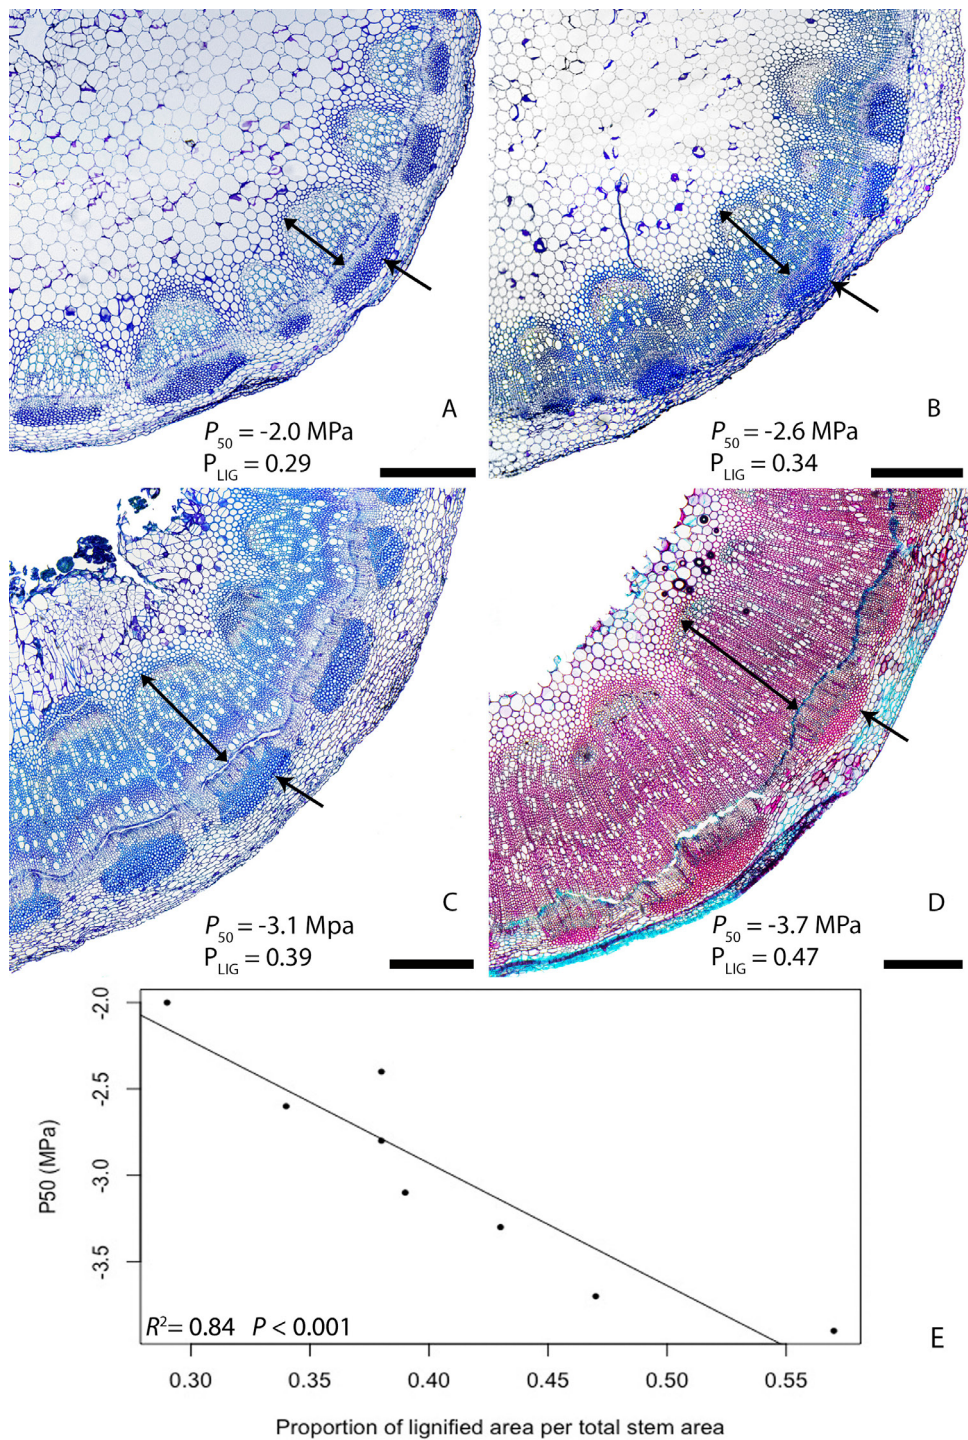 A
P50 = -2.0 MPa
PLIG = 0.29
B
P50 = -2.6 MPa
PLIG = 0.34
C
P50 = -3.1 Mpa
PLIG = 0.39
D
P50 = -3.7 MPa
PLIG = 0.47
P50 (MPa)
-2.0
-2.5
-3.0
-3.5
R2= 0.84 P < 0.001
E
0.30 0.35 0.40 0.45 0.50 0.55
Proportion of lignified area per total stem area